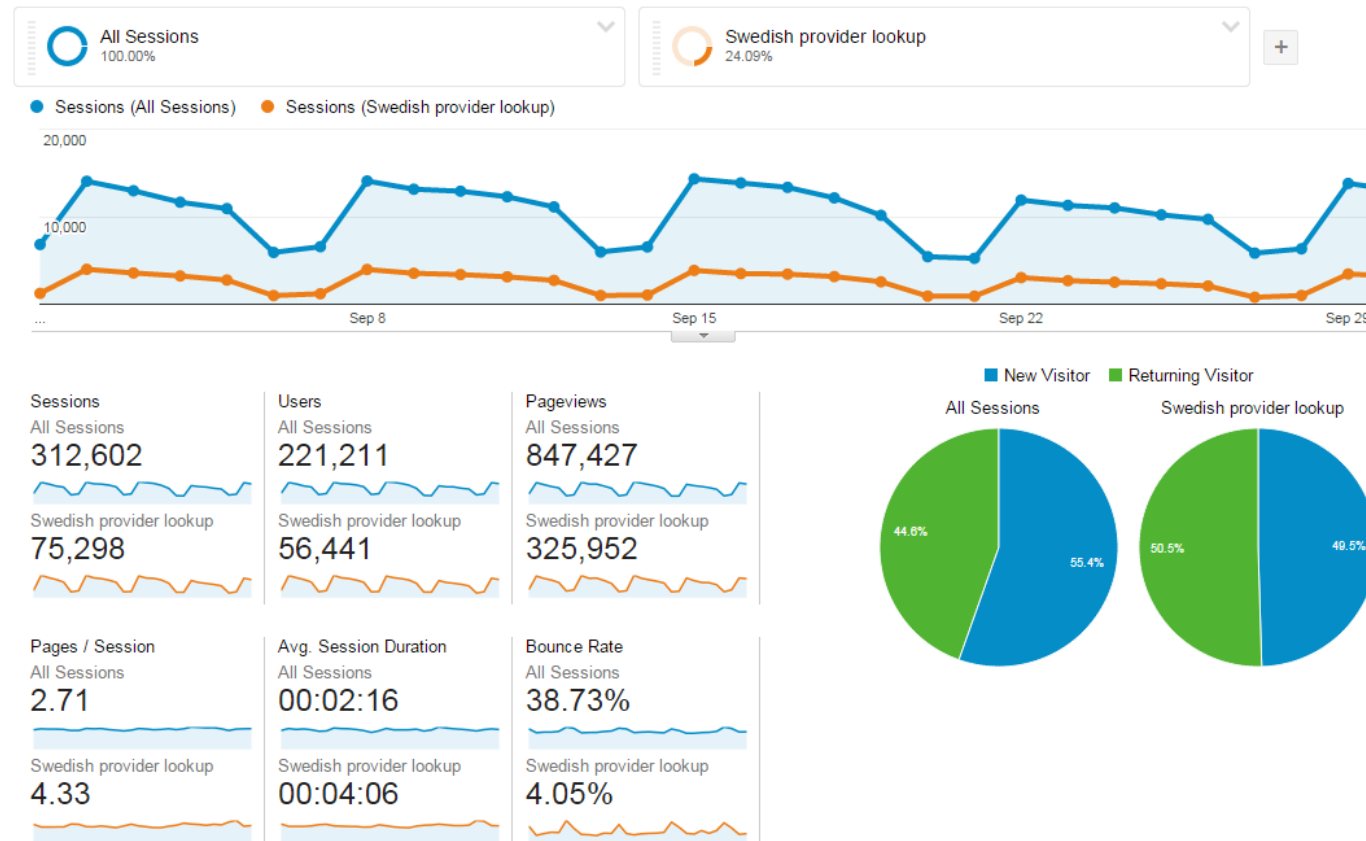 All Sessions
100.00%
Swedish provider lookup
24.09%
+
Sessions (All Sessions)
Sessions (Swedish provider lookup)
20,000
10,000
... Sep 8 Sep 15 Sep 22 Sep 29
New Visitor Returning Visitor
All Sessions
44.6%
55.4%
Swedish provider lookup
50.5%
49.5%
Sessions
All Sessions
312,602
Swedish provider lookup
75,298
Users
All Sessions
221,211
Swedish provider lookup
56,441
Pageviews
All Sessions
847,427
Swedish provider lookup
325,952
Pages / Session
All Sessions
2.71
Swedish provider lookup
4.33
Avg. Session Duration
All Sessions
00:02:16
Swedish provider lookup
00:04:06
Bounce Rate
All Sessions
38.73%
Swedish provider lookup
4.05%